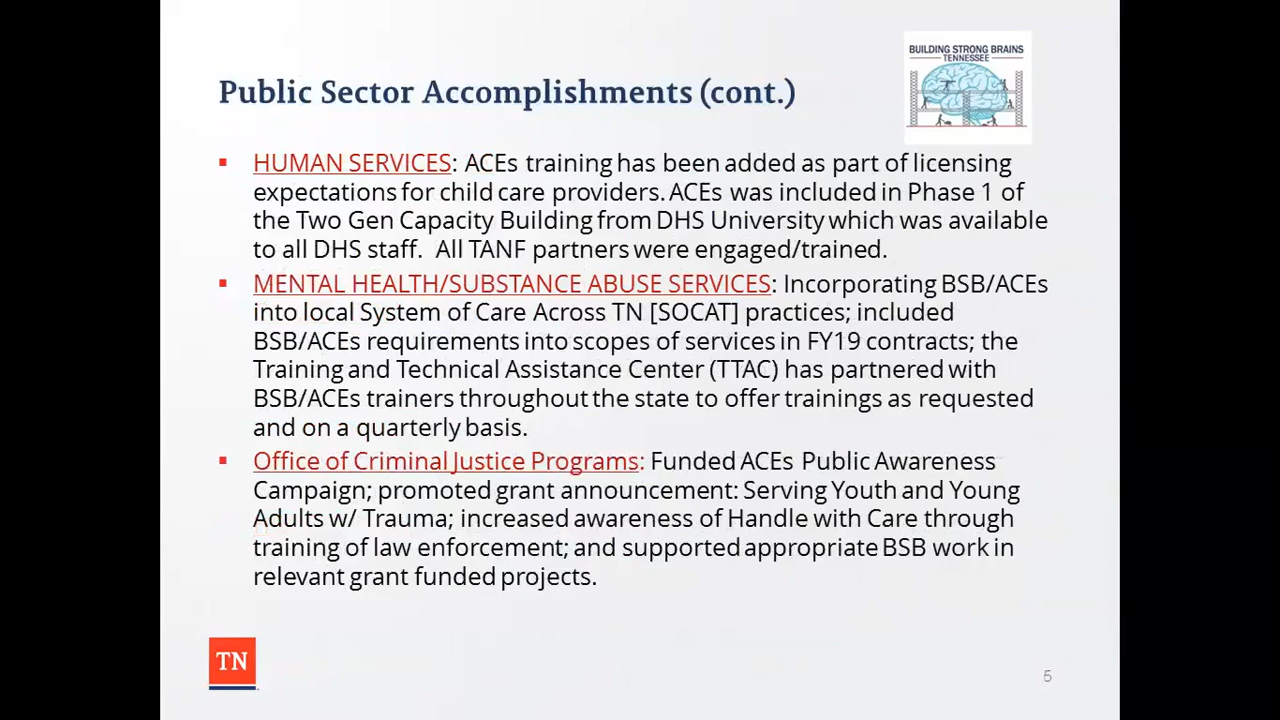 BUILDING STRONG BRAINS
TENNESSEE
Public Sector Accomplishments (cont.)
▪ HUMAN SERVICES: ACEs training has been added as part of licensing
expectations for child care providers. ACEs was included in Phase 1 of
the Two Gen Capacity Building from DHS University which was available
to all DHS staff.  All TANF partners were engaged/trained.
▪ MENTAL HEALTH/SUBSTANCE ABUSE SERVICES: Incorporating BSB/ACEs
into local System of Care Across TN [SOCAT] practices; included
BSB/ACEs requirements into scopes of services in FY19 contracts; the
Training and Technical Assistance Center (TTAC) has partnered with
BSB/ACEs trainers throughout the state to offer trainings as requested
and on a quarterly basis.
▪ Office of Criminal Justice Programs: Funded ACEs Public Awareness
Campaign; promoted grant announcement: Serving Youth and Young
Adults w/ Trauma; increased awareness of Handle with Care through
training of law enforcement; and supported appropriate BSB work in
relevant grant funded projects.
TN
5